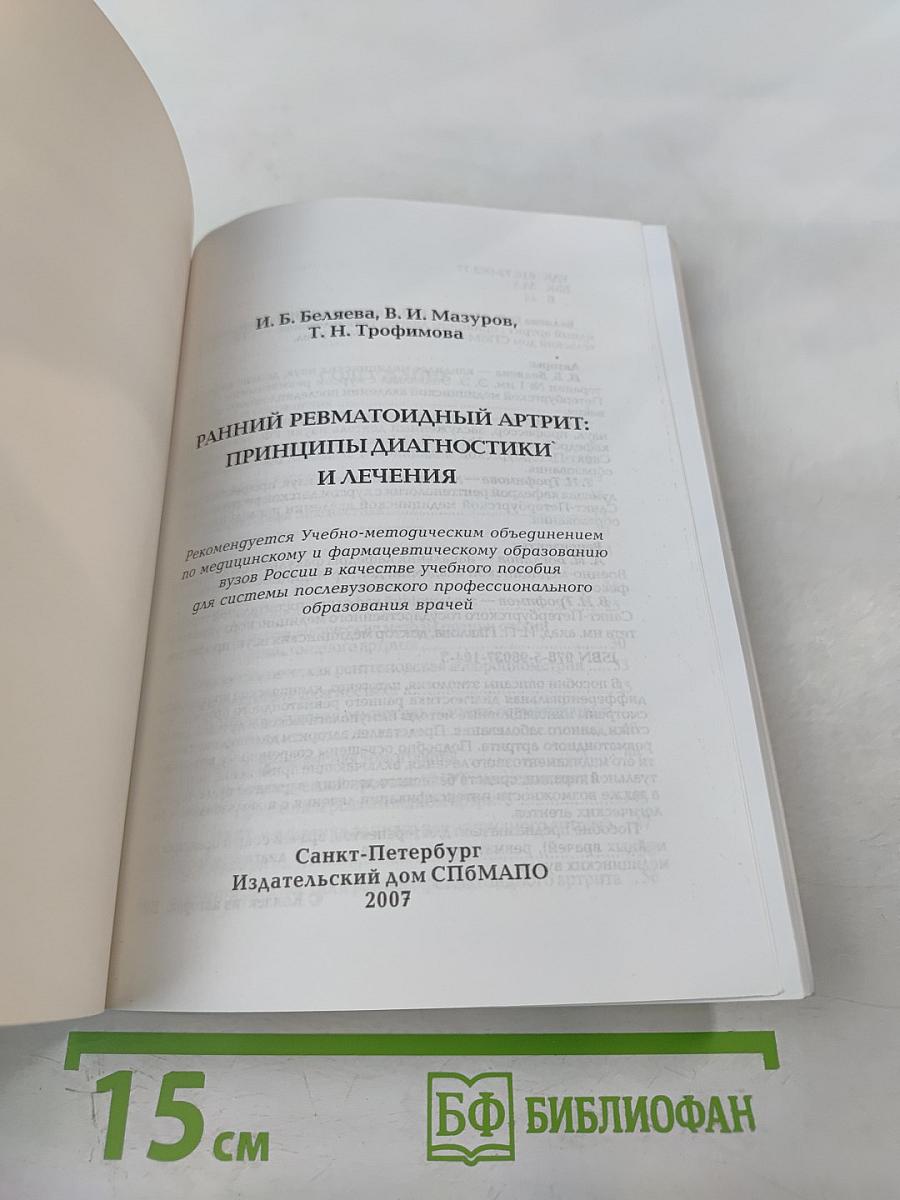 И. Б. Беляева, В. И. Мазуров,
Т. Н. Трофимова
РАННИЙ РЕВМАТОИДНЫЙ АРТРИТ:
ПРИНЦИПЫ ДИАГНОСТИКИ
И ЛЕЧЕНИЯ
Рекомендуется Учебно-методическим объединением
по медицинскому и фармацевтическому образованию
вузов России в качестве учебного пособия
для системы послевузовского профессионального
образования врачей
Санкт-Петербург
Издательский дом СПбМАПО
2007
15 см
БФ БИБЛИОФАН